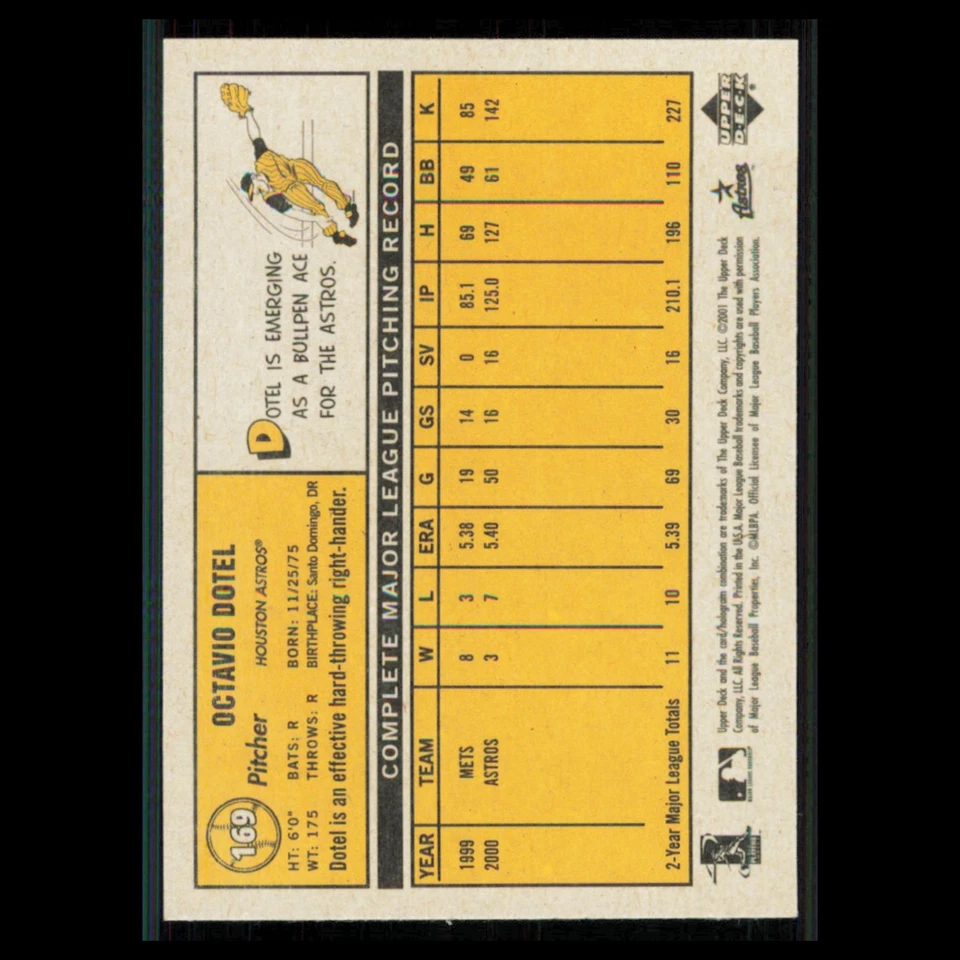 169
OCTAVIO DOTEL
Pitcher HOUSTON ASTROS®
HT: 6'0" BATS: R BORN: 11/25/75
WT: 175 THROWS: R BIRTHPLACE: Santo Domingo, DR
Dotel is an effective hard-throwing right-hander.
DOTEL IS EMERGING
AS A BULLPEN ACE
FOR THE ASTROS.
COMPLETE MAJOR LEAGUE PITCHING RECORD
YEAR TEAM W L ERA G GS SV IP H BB K
1999 METS 8 3 5.38 19 14 0 85.1 69 49 85
2000 ASTROS 3 7 5.40 50 16 16 125.0 127 61 142
2-Year Major League Totals 11 10 5.39 69 30 16 210.1 196 110 227
Upper Deck and the card/hologram combination are trademarks of The Upper Deck Company, LLC. ©2001 The Upper Deck
Company, LLC. All Rights Reserved. Printed in the U.S.A. Major League Baseball trademarks and copyrights are used with permission
of Major League Baseball Properties, Inc. ©MLBPA. Official Licensee of Major League Baseball Players Association.
Astros
UPPER
DECK®